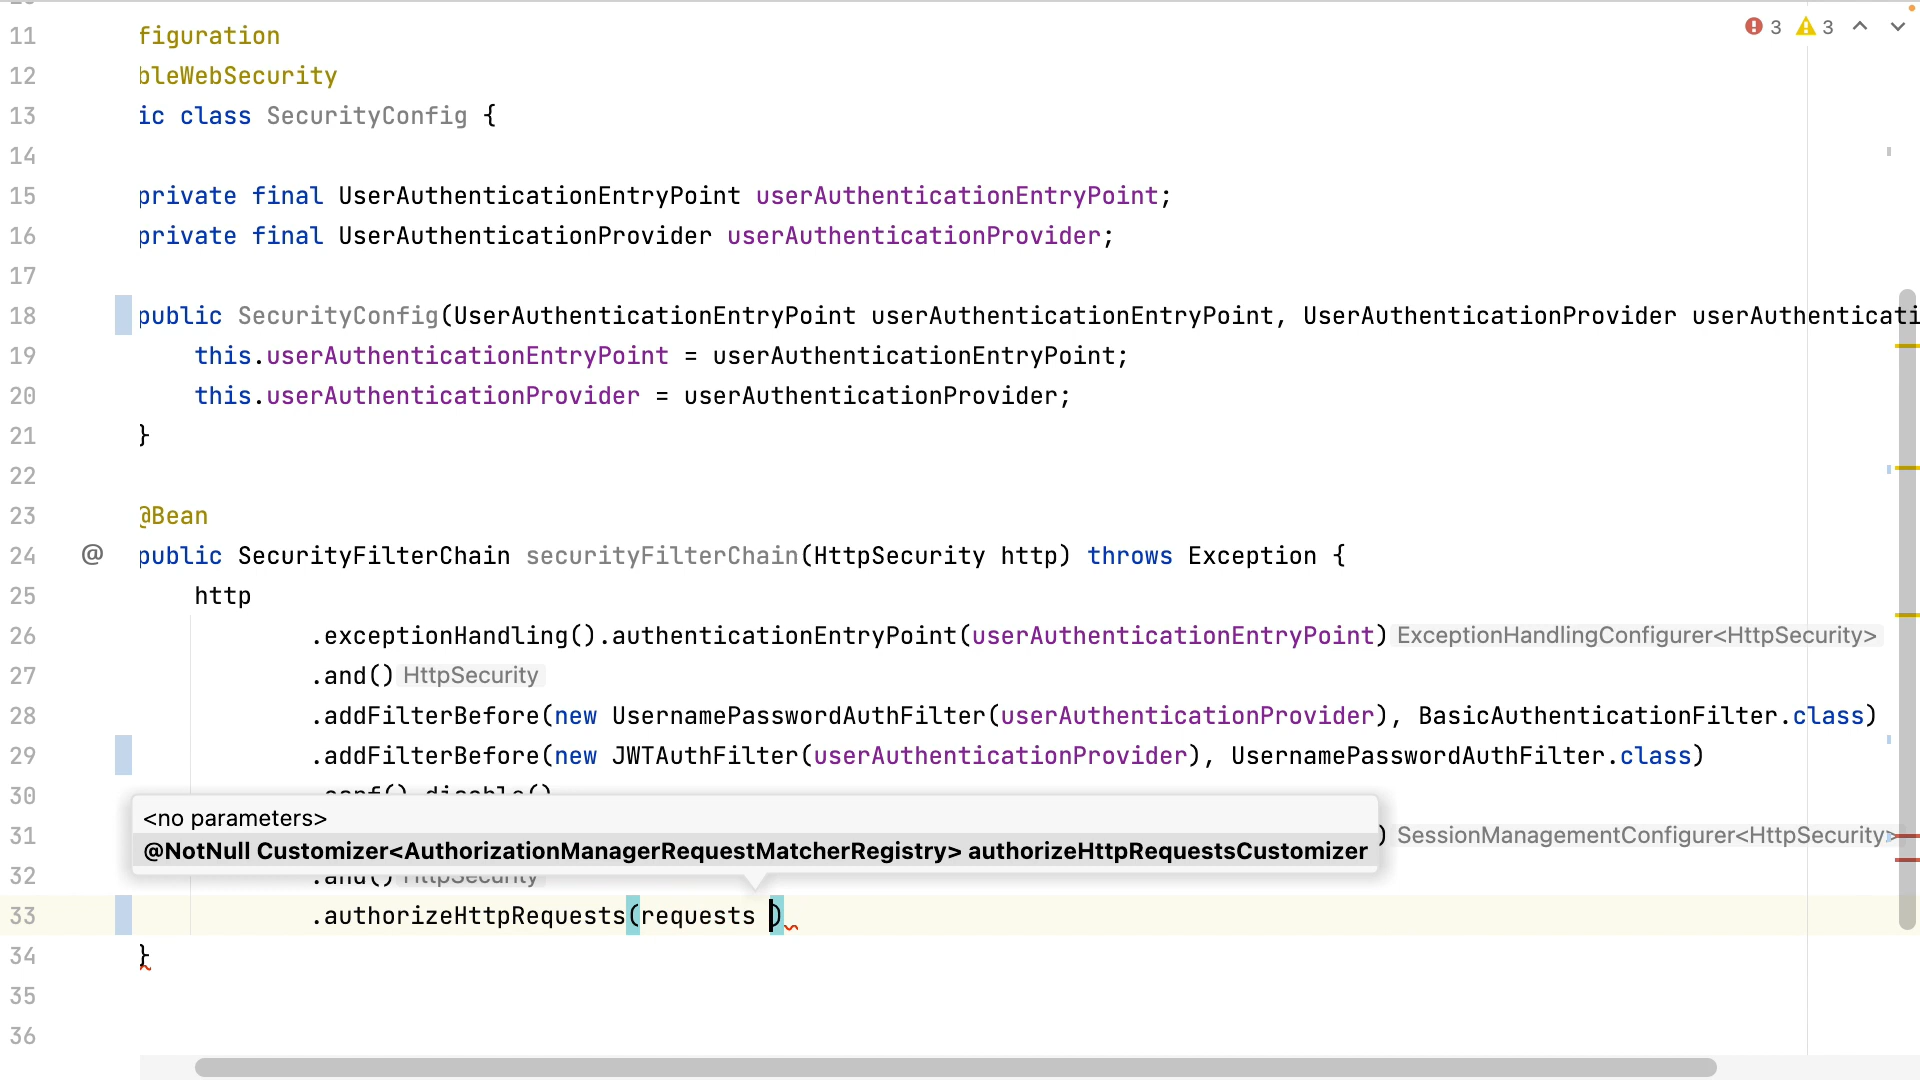 11 figuration
12 bleWebSecurity
13 ic class SecurityConfig {
14
15 private final UserAuthenticationEntryPoint userAuthenticationEntryPoint;
16 private final UserAuthenticationProvider userAuthenticationProvider;
17
18 public SecurityConfig(UserAuthenticationEntryPoint userAuthenticationEntryPoint, UserAuthenticationProvider userAuthenticati
19 this.userAuthenticationEntryPoint = userAuthenticationEntryPoint;
20 this.userAuthenticationProvider = userAuthenticationProvider;
21 }
22
23 @Bean
24 @ public SecurityFilterChain securityFilterChain(HttpSecurity http) throws Exception {
25 http
26 .exceptionHandling().authenticationEntryPoint(userAuthenticationEntryPoint) ExceptionHandlingConfigurer<HttpSecurity>
27 .and() HttpSecurity
28 .addFilterBefore(new UsernamePasswordAuthFilter(userAuthenticationProvider), BasicAuthenticationFilter.class)
29 .addFilterBefore(new JWTAuthFilter(userAuthenticationProvider), UsernamePasswordAuthFilter.class)
30 .csrf().disable()
<no parameters>
31 ) SessionManagementConfigurer<HttpSecurity>
@NotNull Customizer<AuthorizationManagerRequestMatcherRegistry> authorizeHttpRequestsCustomizer
32 .and() HttpSecurity
33 .authorizeHttpRequests(requests )
34 }
35
36
3 3